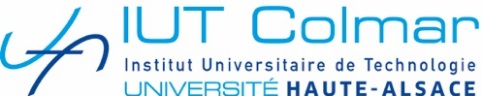 IUT Colmar
Institut Universitaire de Technologie
UNIVERSITÉ HAUTE-ALSACE